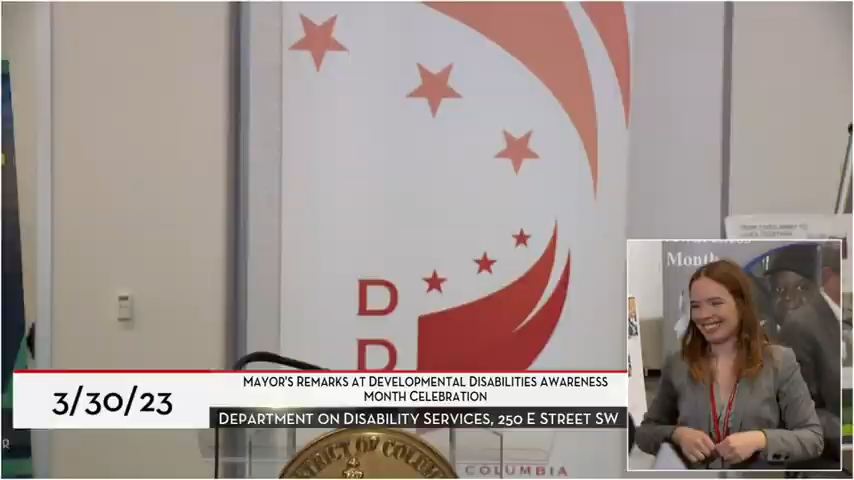 D
D
3/30/23
MAYOR'S REMARKS AT DEVELOPMENTAL DISABILITIES AWARENESS
MONTH CELEBRATION
DEPARTMENT ON DISABILITY SERVICES, 250 E STREET SW
COLUMBIA
Month